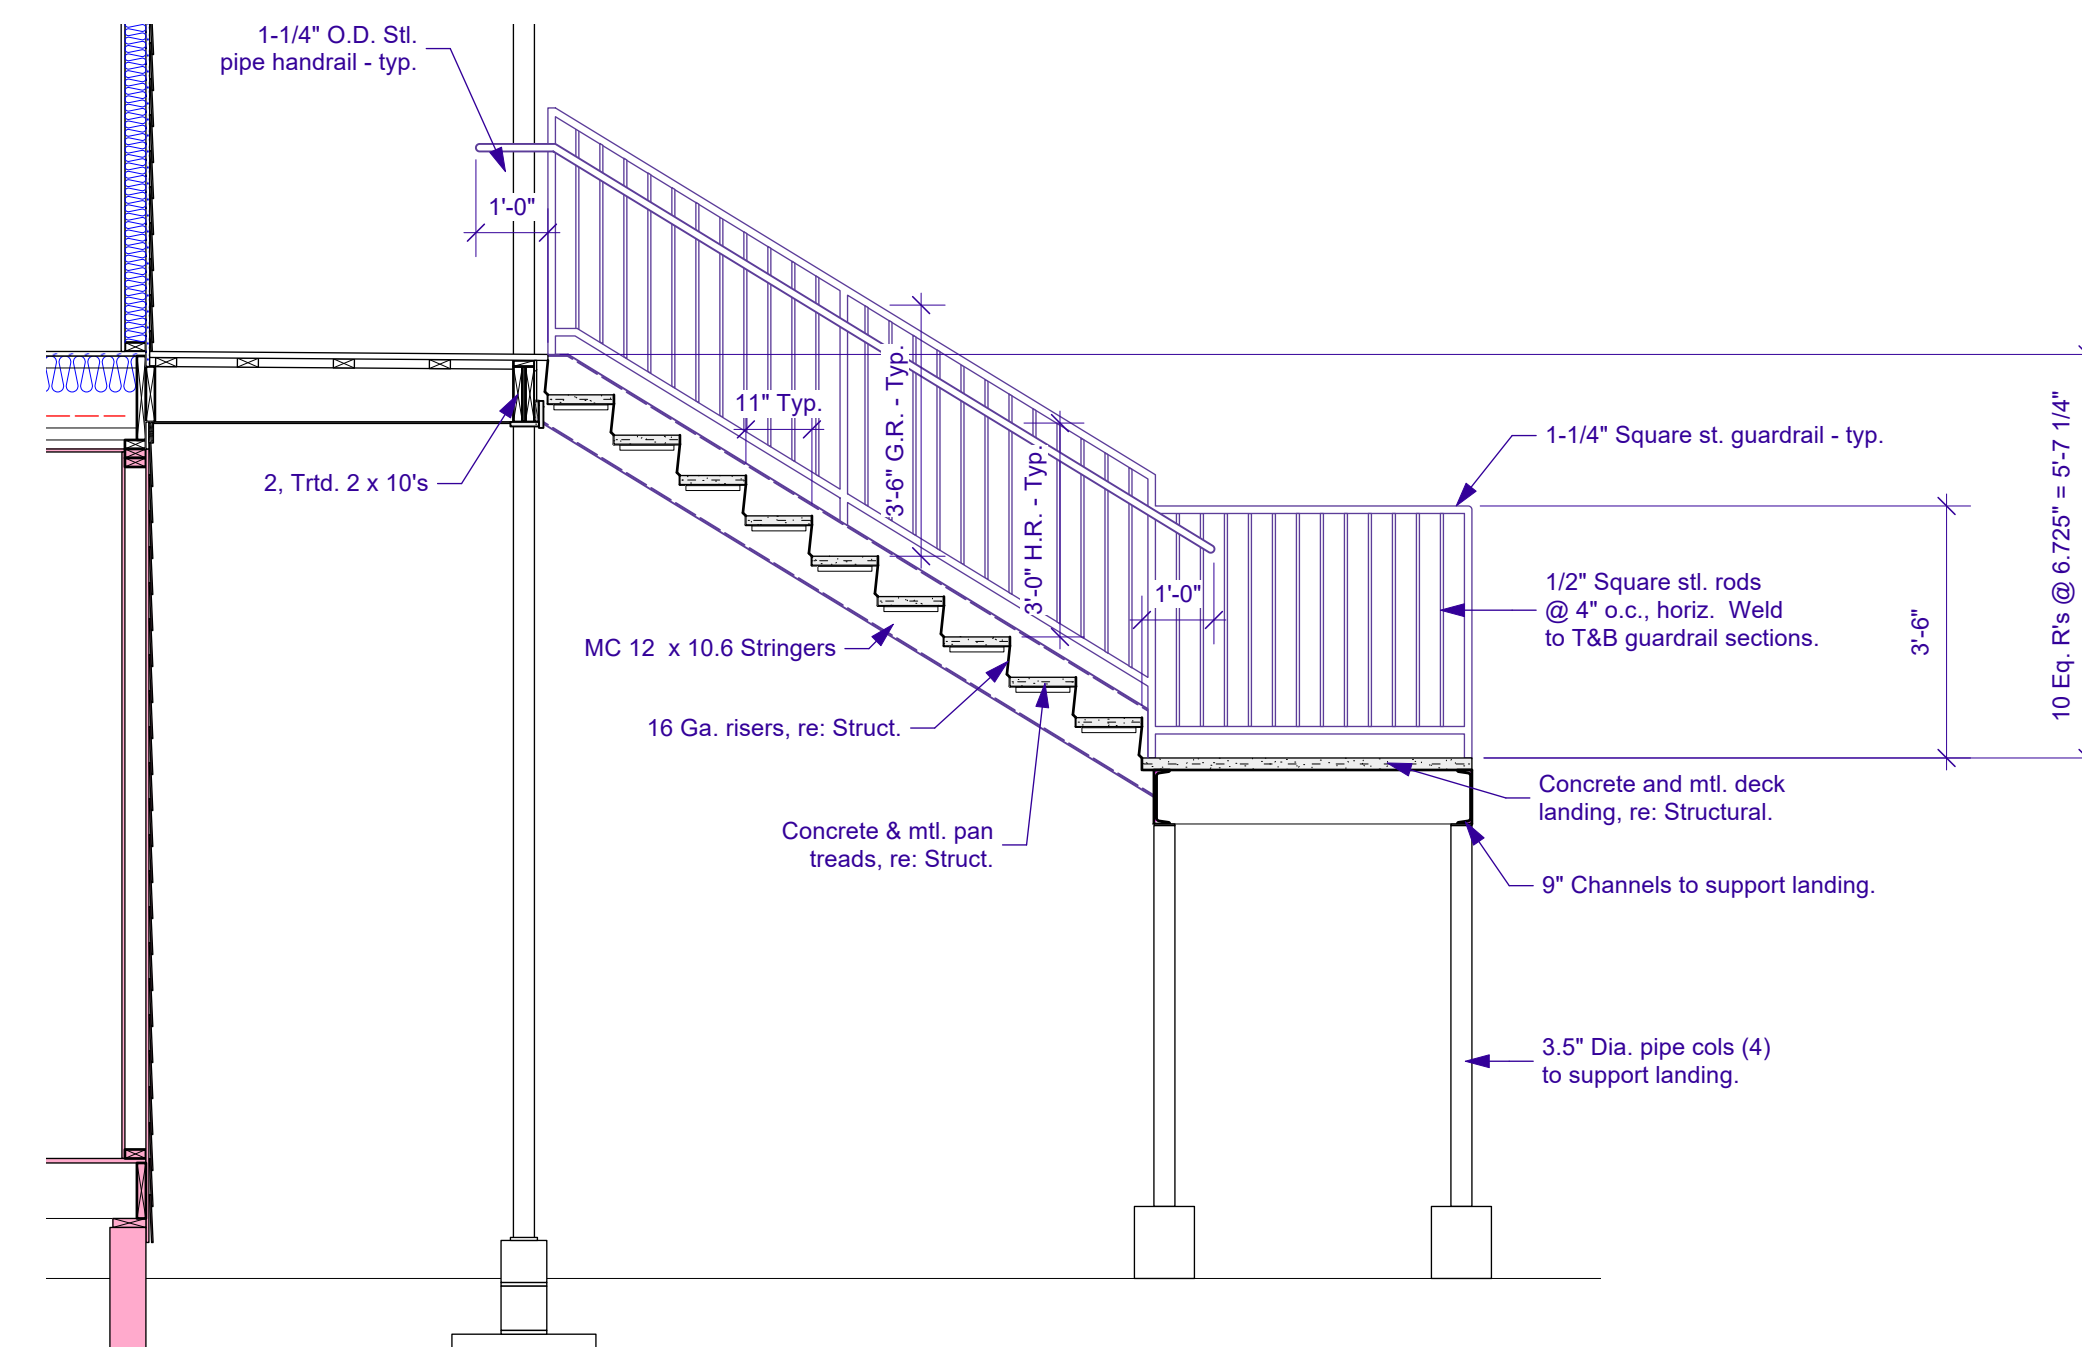 1-1/4" O.D. Stl.
pipe handrail - typ.
1'-0"
11" Typ.
3'-6" G.R. - Typ.
3'-0" H.R. - Typ.
1'-0"
2, Trtd. 2 x 10's
MC 12 x 10.6 Stringers
16 Ga. risers, re: Struct.
Concrete & mtl. pan
treads, re: Struct.
1-1/4" Square st. guardrail - typ.
1/2" Square stl. rods
@ 4" o.c., horiz. Weld
to T&B guardrail sections.
3'-6"
10 Eq. R's @ 6.725" = 5'-7 1/4"
Concrete and mtl. deck
landing, re: Structural.
9" Channels to support landing.
3.5" Dia. pipe cols (4)
to support landing.